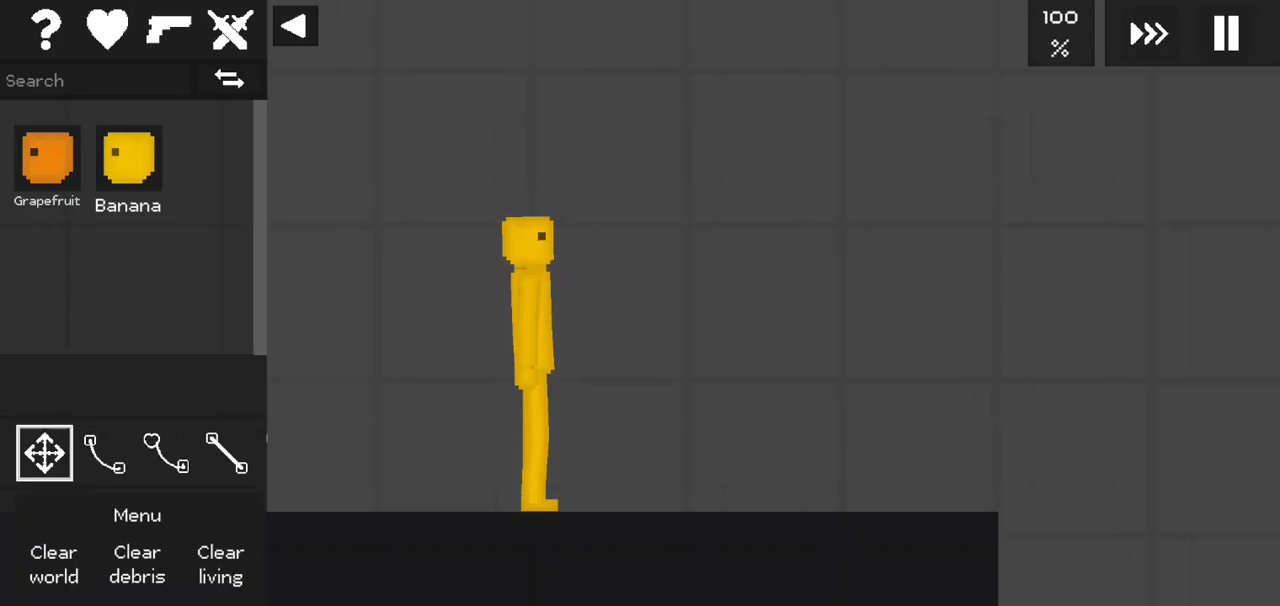 100
%
Search
Grapefruit
Banana
Menu
Clear world
Clear debris
Clear living